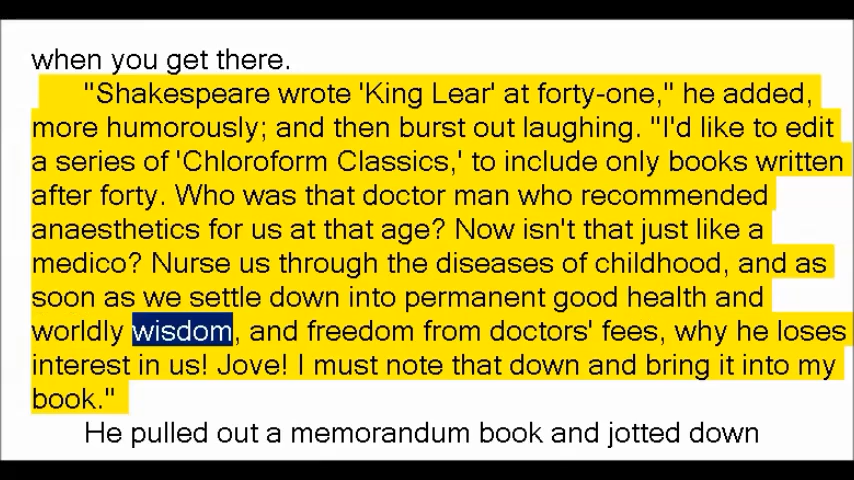 when you get there.
"Shakespeare wrote 'King Lear' at forty-one," he added,
more humorously; and then burst out laughing. "I'd like to edit
a series of 'Chloroform Classics,' to include only books written
after forty. Who was that doctor man who recommended
anaesthetics for us at that age? Now isn't that just like a
medico? Nurse us through the diseases of childhood, and as
soon as we settle down into permanent good health and
worldly wisdom, and freedom from doctors' fees, why he loses
interest in us! Jove! I must note that down and bring it into my
book."
He pulled out a memorandum book and jotted down